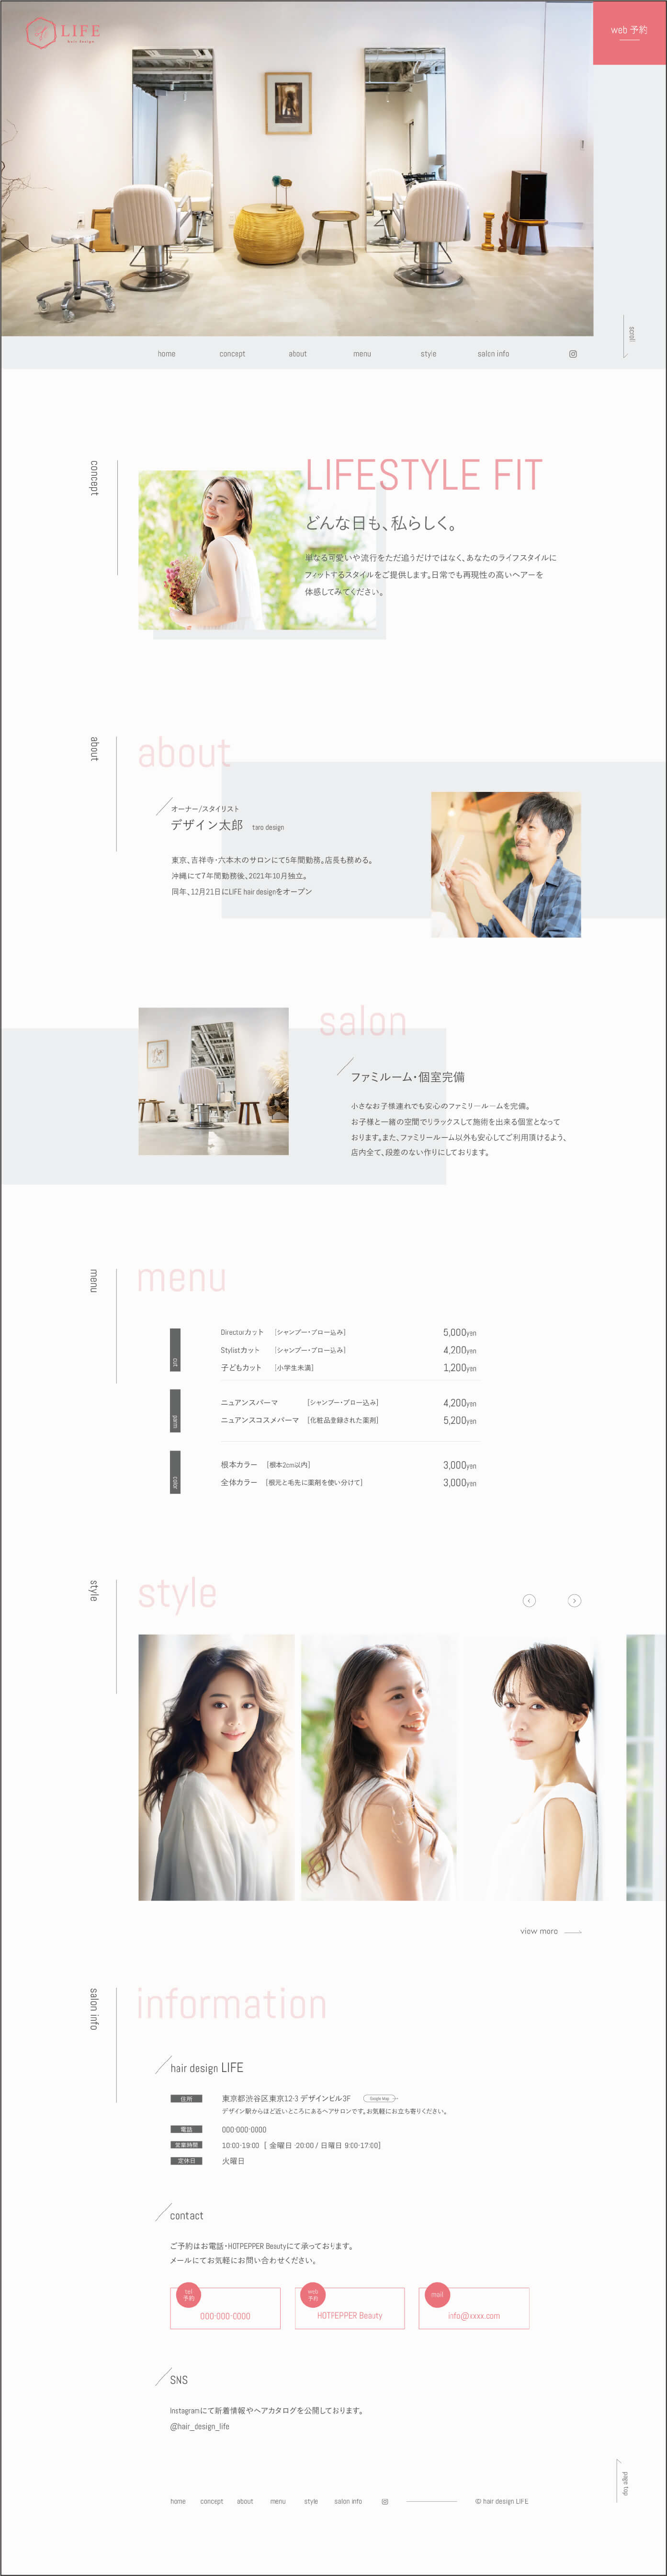 LIFE
hair design
web 予約
scroll
home concept about menu style salon info
concept
LIFESTYLE FIT
どんな日も、私らしく。
単なる可愛いや流行をただ追うだけではなく、あなたのライフスタイルに
フィットするスタイルをご提供します。日常でも再現性の高いヘアーを
体感してみてください。
about
about
オーナー/スタイリスト
デザイン太郎 taro design
東京、吉祥寺・六本木のサロンにて5年間勤務。店長も務める。
沖縄にて7年間勤務後、2021年10月独立。
同年、12月21日にLIFE hair designをオープン
salon
ファミルーム・個室完備
小さなお子様連れでも安心のファミリールームを完備。
お子様と一緒の空間でリラックスして施術を出来る個室となって
おります。また、ファミリールーム以外も安心してご利用頂けるよう、
店内全て、段差のない作りにしております。
menu
menu
cut
Directorカット [シャンプー・ブロー込み] 5,000yen
Stylistカット [シャンプー・ブロー込み] 4,200yen
子どもカット [小学生未満] 1,200yen
parm
ニュアンスパーマ [シャンプー・ブロー込み] 4,200yen
ニュアンスコスメパーマ [化粧品登録された薬剤] 5,200yen
color
根本カラー [根本2cm以内] 3,000yen
全体カラー [根元と毛先に薬剤を使い分けて] 3,000yen
style
style
view more
salon info
information
hair design LIFE
住所 東京都渋谷区東京12-3 デザインビル3F Google Map
デザイン駅からほど近いところにあるヘアサロンです。お気軽にお立ち寄りください。
電話 000-000-0000
営業時間 10:00-19:00 [ 金曜日 -20:00 / 日曜日 9:00-17:00]
定休日 火曜日
contact
ご予約はお電話・HOTPEPPER Beautyにて承っております。
メールにてお気軽にお問い合わせください。
tel 予約 000-000-0000
web 予約 HOTPEPPER Beauty
mail info@xxxx.com
SNS
Instagramにて新着情報やヘアカタログを公開しております。
@hair_design_life
page top
home concept about menu style salon info © hair design LIFE